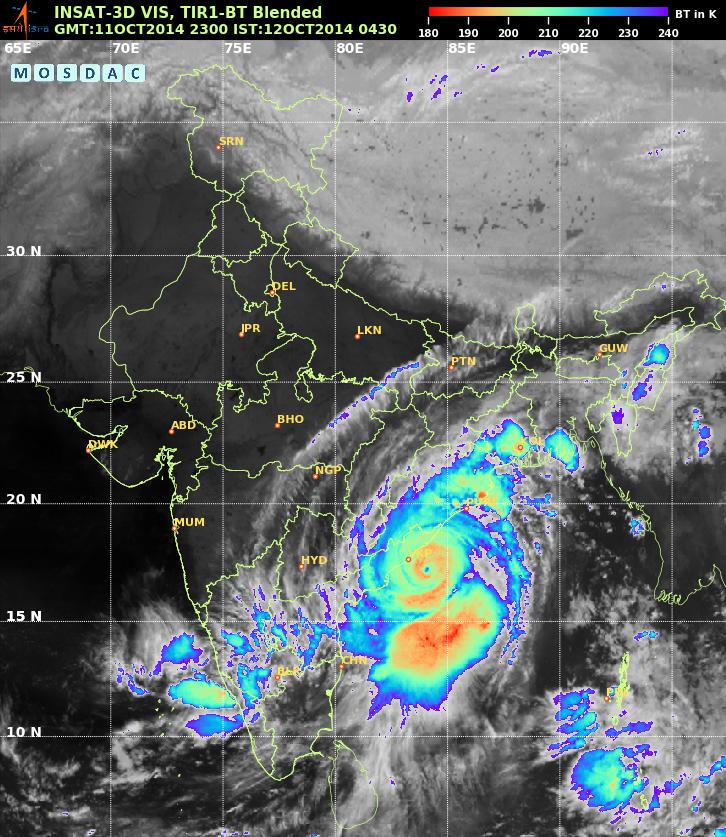 INSAT-3D VIS, TIR1-BT Blended
GMT:11OCT2014 2300 IST:12OCT2014 0430
BT in K
180 190 200 210 220 230 240
65E 70E 75E 80E 85E 90E
MOSDAC
SRN
30 N
DEL
JPR
LKN
GUW
PTN
25 N
ABD
BHO
DWK
KOL
NGP
20 N
MUM
HYD
15 N
CHN
10 N